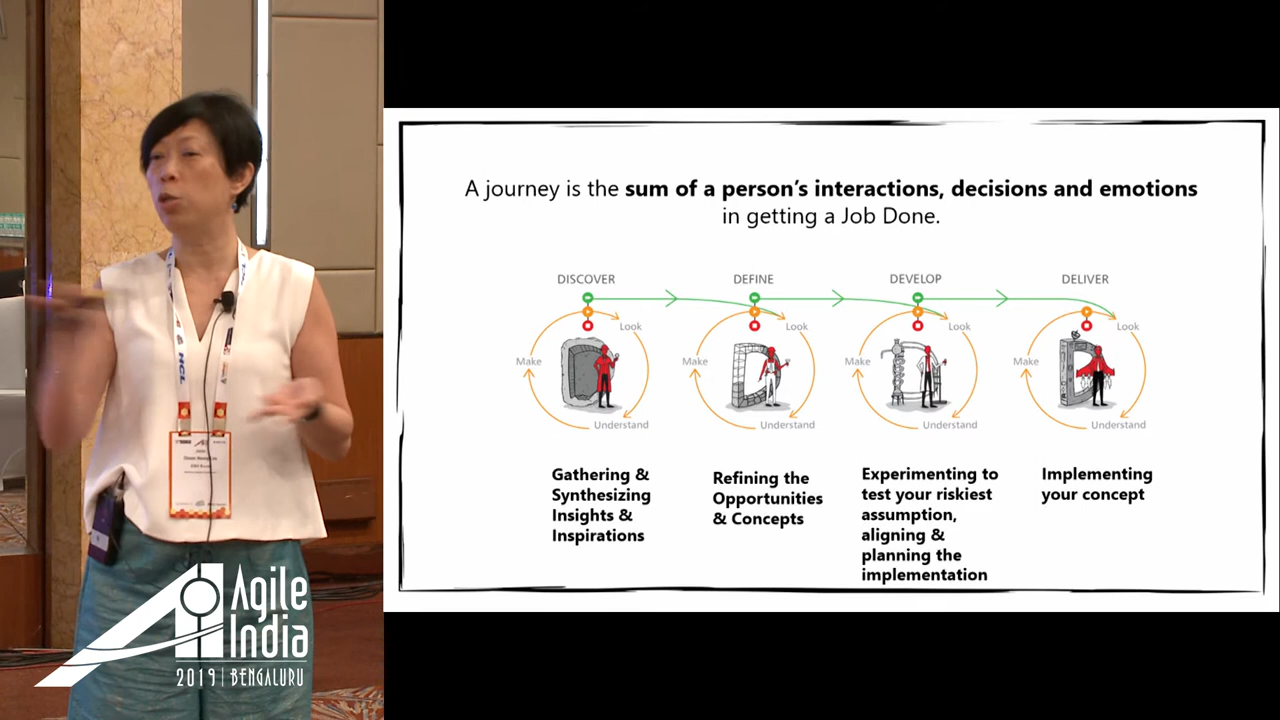 A journey is the sum of a person's interactions, decisions and emotions
in getting a Job Done.
DISCOVER
DEFINE
DEVELOP
DELIVER
Look
Make
Understand
Look
Make
Understand
Look
Make
Understand
Look
Make
Understand
Gathering &
Synthesizing
Insights &
Inspirations
Refining the
Opportunities
& Concepts
Experimenting to
test your riskiest
assumption,
aligning &
planning the
implementation
Implementing
your concept
HCL
Agile
India
2019 | BENGALURU